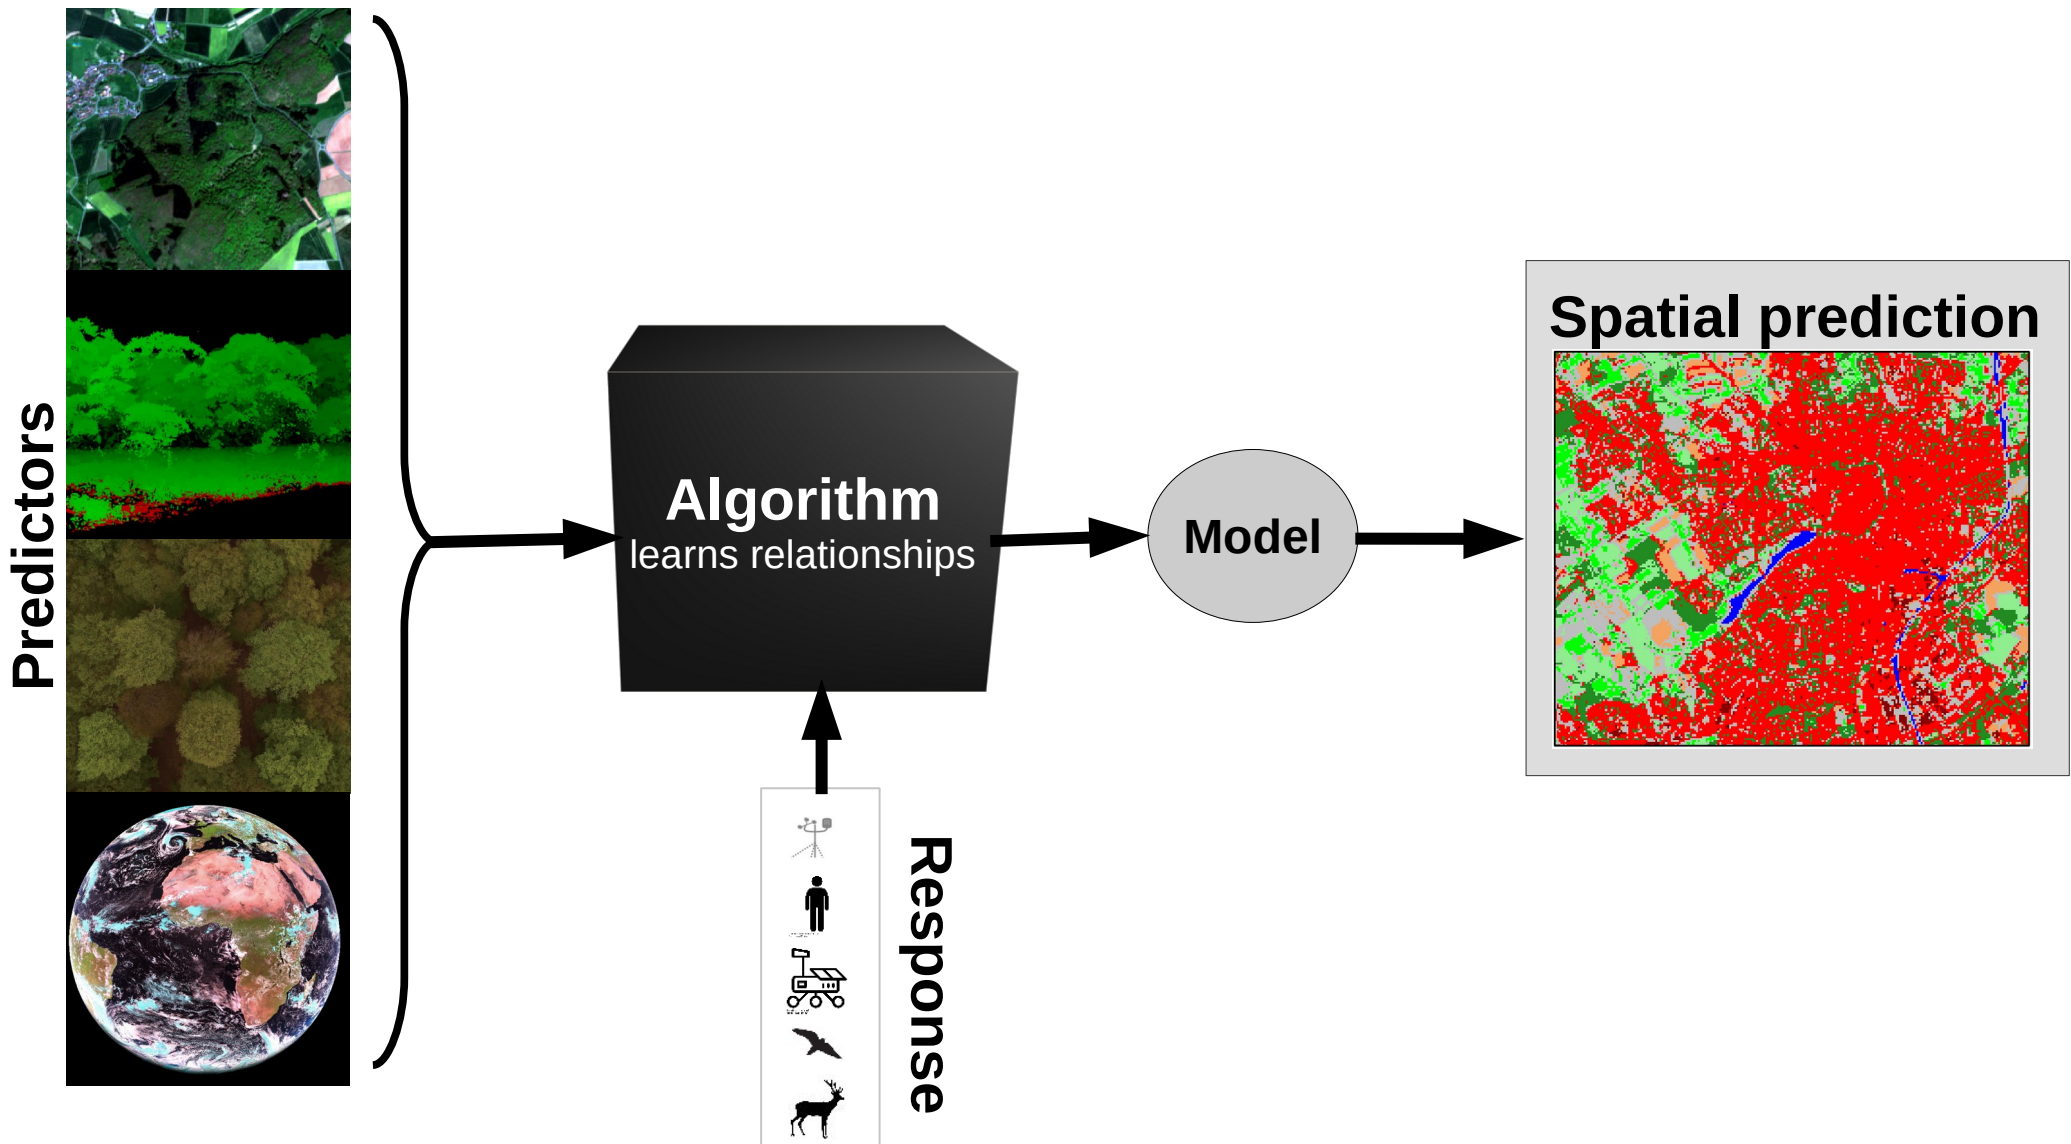 Predictors
Algorithm
learns relationships
Model
Spatial prediction
Response